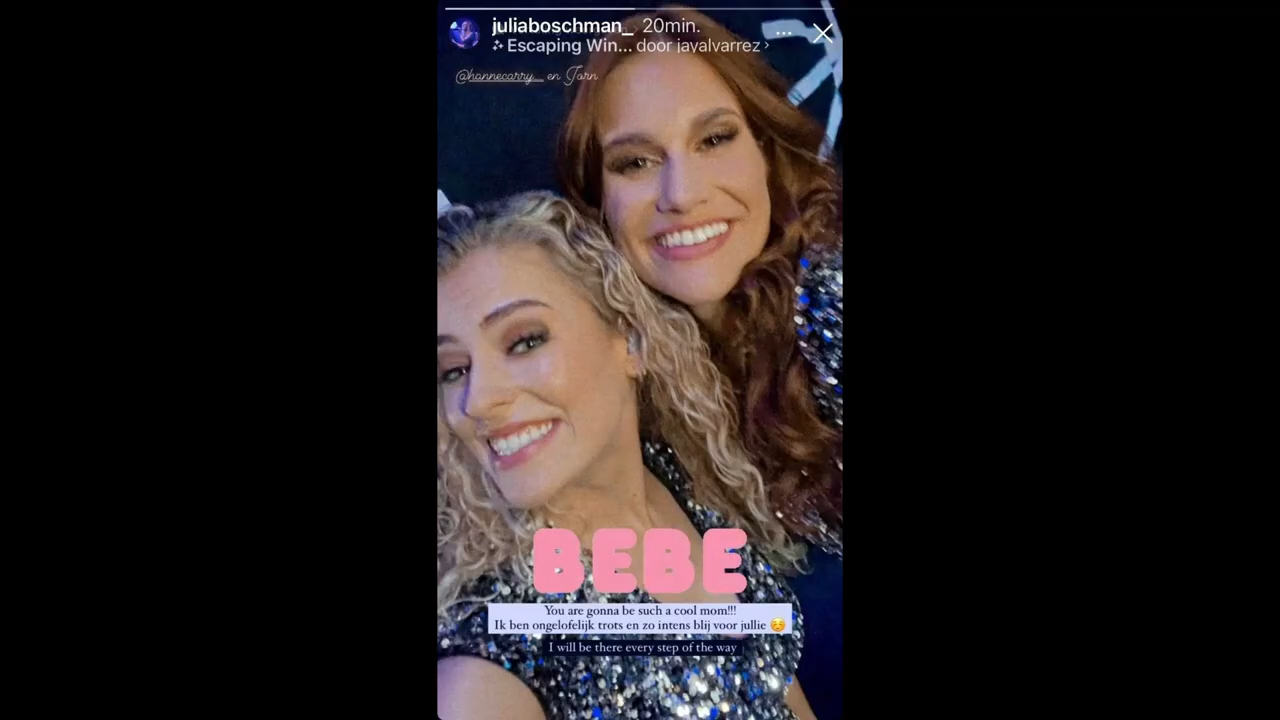 juliaboschman_ 20min.
Escaping Win... door jayalvarrez ›
@hannecarry__ en Jorn
BEBE
You are gonna be such a cool mom!!!
Ik ben ongelofelijk trots en zo intens blij voor jullie ☺️
I will be there every step of the way